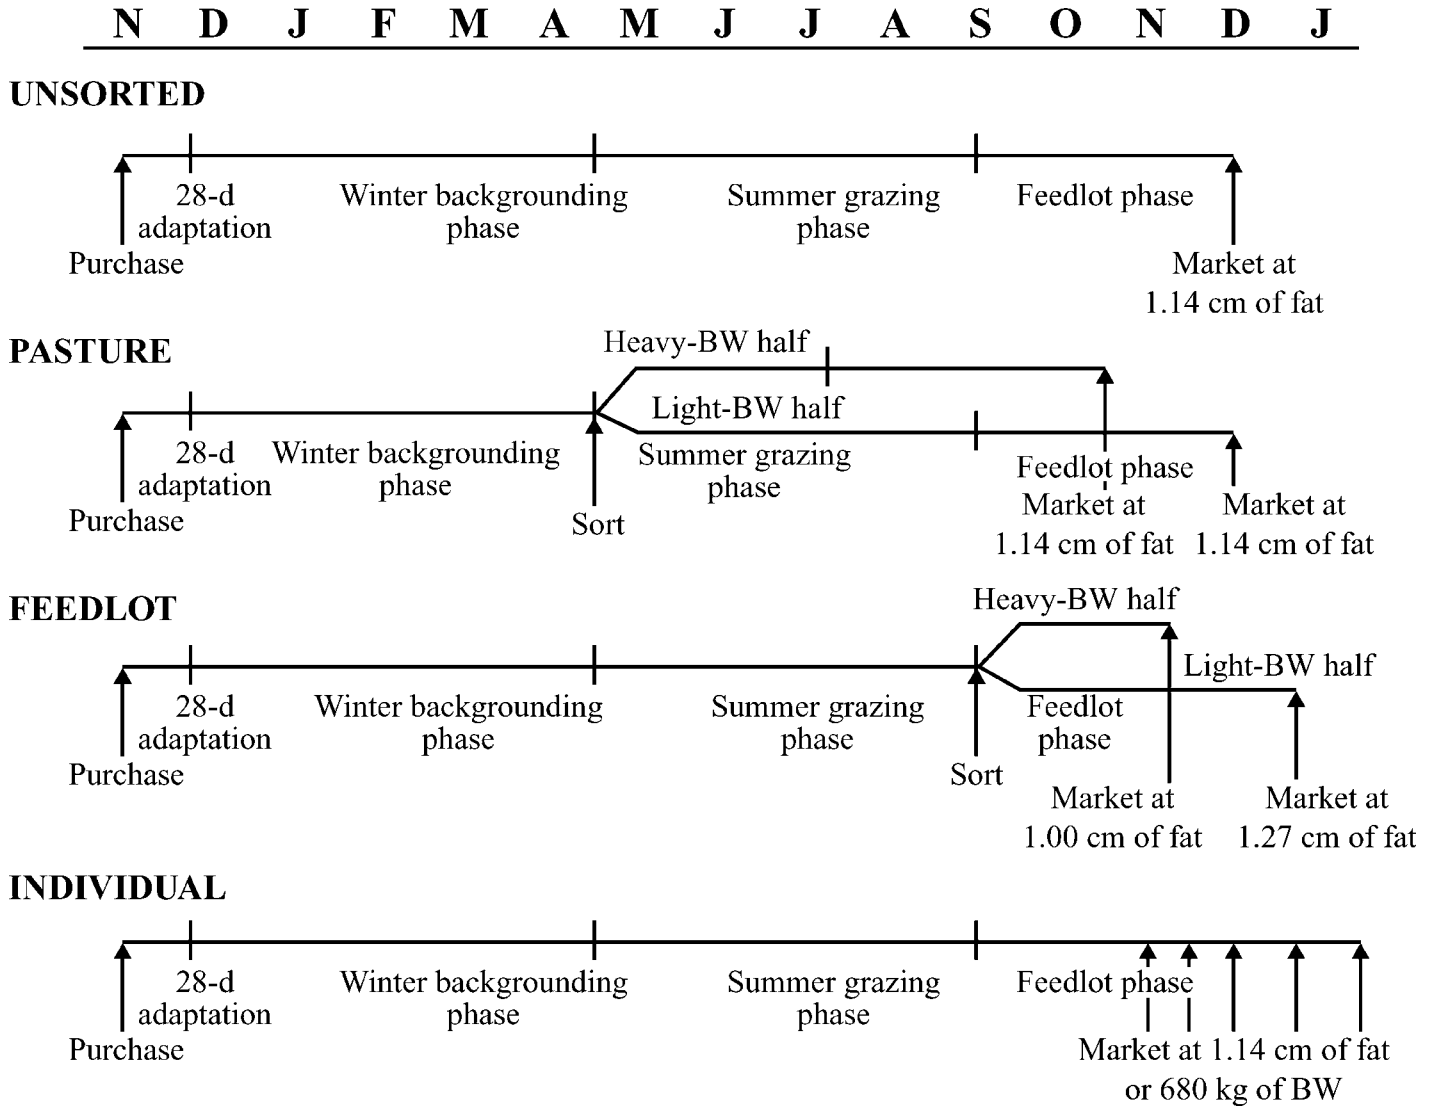 N D J F M A M J J A S O N D J
UNSORTED
28-d
adaptation
Winter backgrounding
phase
Summer grazing
phase
Feedlot phase
Purchase
Market at
1.14 cm of fat
PASTURE
Heavy-BW half
Light-BW half
28-d
adaptation
Winter backgrounding
phase
Summer grazing
phase
Feedlot phase
Purchase
Sort
Market at
1.14 cm of fat
Market at
1.14 cm of fat
FEEDLOT
Heavy-BW half
Light-BW half
28-d
adaptation
Winter backgrounding
phase
Summer grazing
phase
Feedlot
phase
Purchase
Sort
Market at
1.00 cm of fat
Market at
1.27 cm of fat
INDIVIDUAL
28-d
adaptation
Winter backgrounding
phase
Summer grazing
phase
Feedlot phase
Purchase
Market at 1.14 cm of fat
or 680 kg of BW